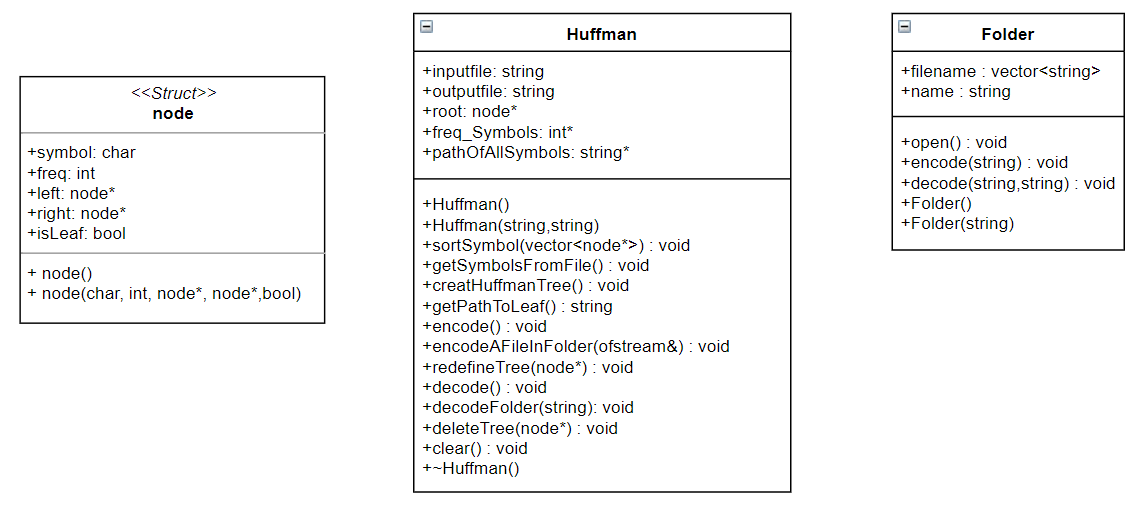 <<Struct>>
node
+symbol: char
+freq: int
+left: node*
+right: node*
+isLeaf: bool
+ node()
+ node(char, int, node*, node*,bool)
Huffman
+inputfile: string
+outputfile: string
+root: node*
+freq_Symbols: int*
+pathOfAllSymbols: string*
+Huffman()
+Huffman(string,string)
+sortSymbol(vector<node*>) : void
+getSymbolsFromFile() : void
+creatHuffmanTree() : void
+getPathToLeaf() : string
+encode() : void
+encodeAFileInFolder(ofstream&) : void
+redefineTree(node*) : void
+decode() : void
+decodeFolder(string): void
+deleteTree(node*) : void
+clear() : void
+~Huffman()
Folder
+filename : vector<string>
+name : string
+open() : void
+encode(string) : void
+decode(string,string) : void
+Folder()
+Folder(string)